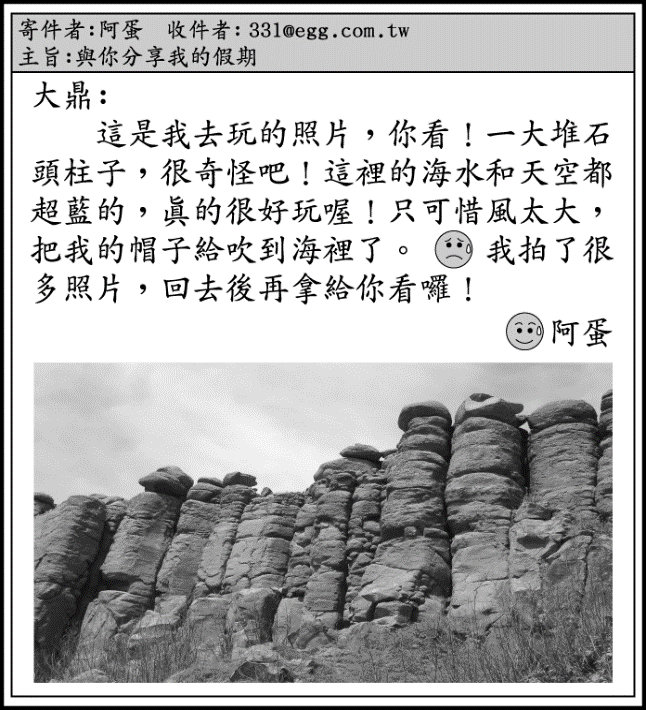 寄件者:阿蛋 收件者:331@egg.com.tw
主旨:與你分享我的假期
大鼎:
這是我去玩的照片，你看！一大堆石
頭柱子，很奇怪吧！這裡的海水和天空都
超藍的，真的很好玩喔！只可惜風太大，
把我的帽子給吹到海裡了。 我拍了很
多照片，回去後再拿給你看囉！
阿蛋